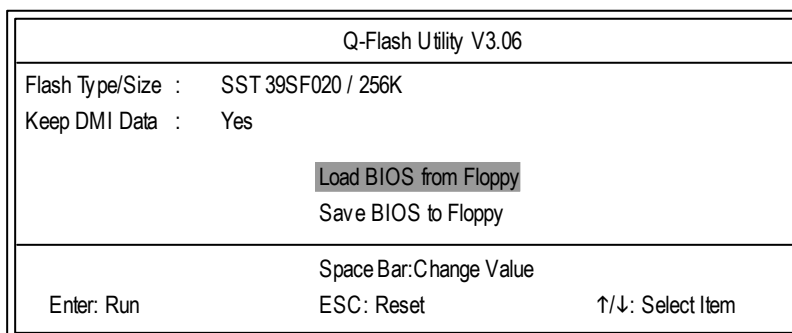 Q-Flash Utility V3.06
Flash Type/Size : SST 39SF020 / 256K
Keep DMI Data : Yes
Load BIOS from Floppy
Save BIOS to Floppy
Space Bar:Change Value
Enter: Run ESC: Reset ↑/↓: Select Item